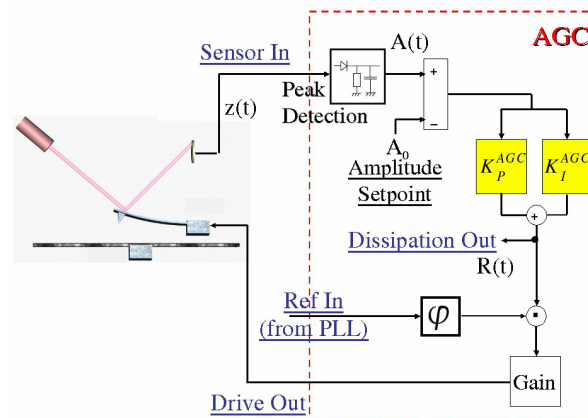 AGC
Sensor In
A(t)
z(t)
Peak
Detection
+
−
A0
Amplitude
Setpoint
K_P^AGC
K_I^AGC
+
Dissipation Out
R(t)
Ref In
(from PLL)
φ
Gain
Drive Out